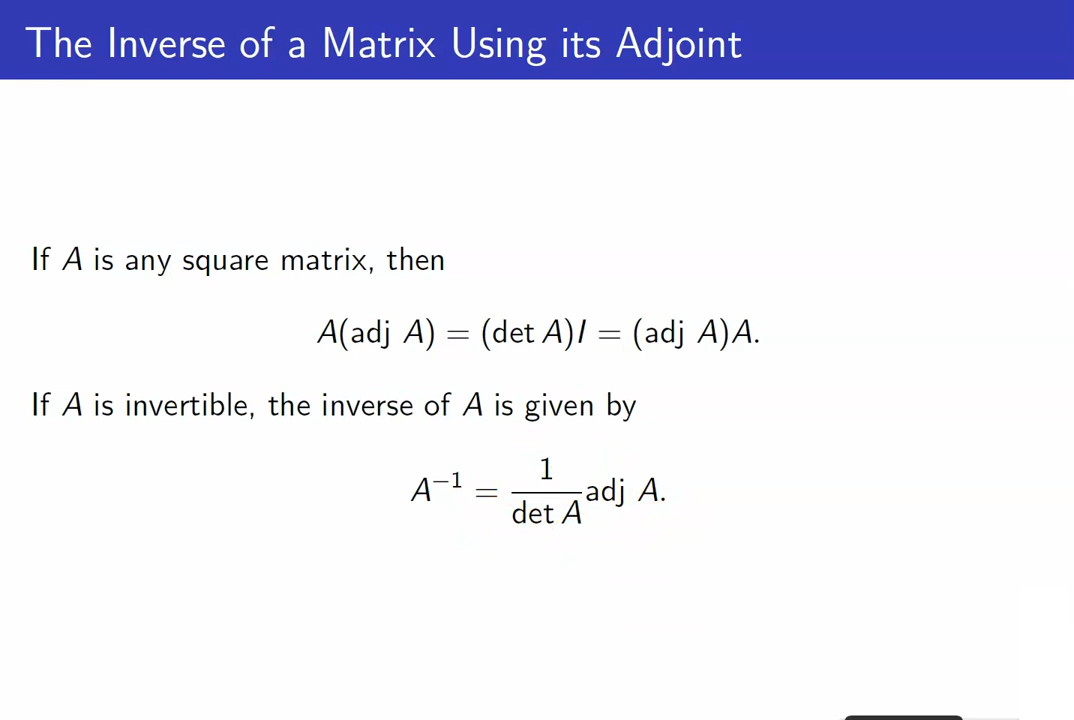 The Inverse of a Matrix Using its Adjoint
If A is any square matrix, then
A(adj A) = (det A)I = (adj A)A.
If A is invertible, the inverse of A is given by
A⁻¹ = 1/det A adj A.